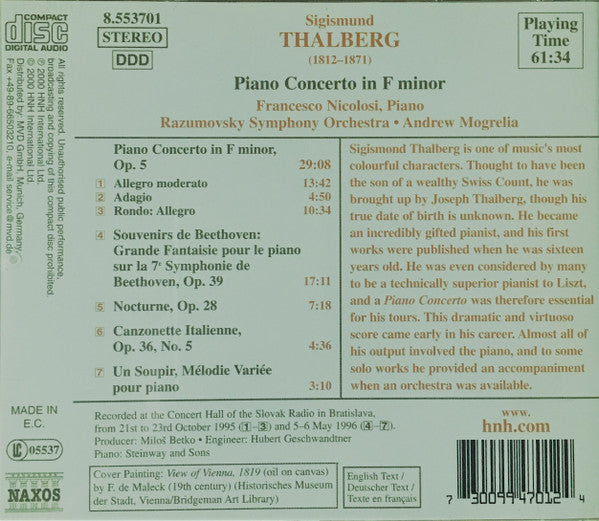 COMPACT
disc
DIGITAL AUDIO
8.553701
STEREO
DDD
Sigismund
THALBERG
(1812–1871)
Playing
Time
61:34
Piano Concerto in F minor
Francesco Nicolosi, Piano
Razumovsky Symphony Orchestra • Andrew Mogrelia
All rights reserved. Unauthorised public performance,
broadcasting and copying of this compact disc prohibited.
℗ 2000 HNH International Ltd.
© 2000 HNH International Ltd.
Distributed by: MVD GmbH, Munich, Germany,
Fax +49-89-66503210, e-mail service@mvd.de
Piano Concerto in F minor,
Op. 5 29:08
1 Allegro moderato 13:42
2 Adagio 4:50
3 Rondo: Allegro 10:34
4 Souvenirs de Beethoven:
Grande Fantaisie pour le piano
sur la 7e Symphonie de
Beethoven, Op. 39 17:11
5 Nocturne, Op. 28 7:18
6 Canzonette Italienne,
Op. 36, No. 5 4:36
7 Un Soupir, Mélodie Variée
pour piano 3:10
Sigismond Thalberg is one of music's most
colourful characters. Thought to have been
the son of a wealthy Swiss Count, he was
brought up by Joseph Thalberg, though his
true date of birth is unknown. He became
an incredibly gifted pianist, and his first
works were published when he was sixteen
years old. He was even considered by many
to be a technically superior pianist to Liszt,
and a Piano Concerto was therefore essential
for his tours. This dramatic and virtuoso
score came early in his career. Almost all of
his output involved the piano, and to some
solo works he provided an accompaniment
when an orchestra was available.
MADE IN
E.C.
LC 05537
NAXOS
Recorded at the Concert Hall of the Slovak Radio in Bratislava,
from 21st to 23rd October 1995 (1–3) and 5–6 May 1996 (4–7).
Producer: Miloš Betko • Engineer: Hubert Geschwandtner
Piano: Steinway and Sons
Cover Painting: View of Vienna, 1819 (oil on canvas)
by F. de Maleck (19th century) (Historisches Museum
der Stadt, Vienna/Bridgeman Art Library)
English Text /
Deutscher Text /
Texte en français
www.
hnh.com
7 30099 47012 4